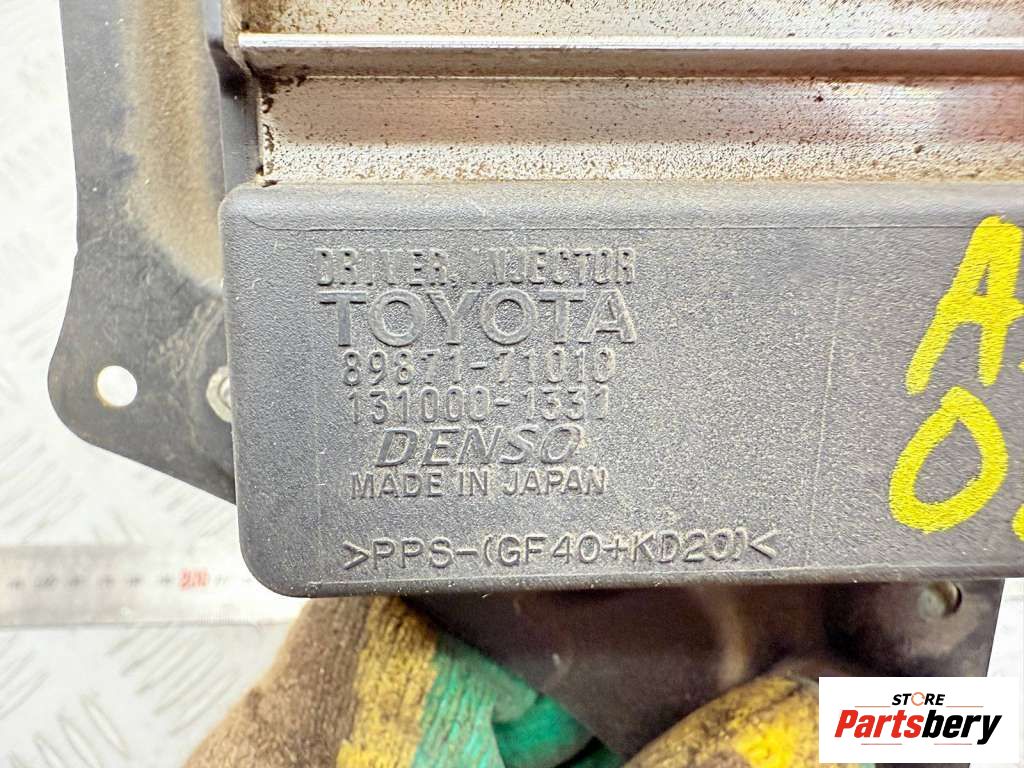 DRIVER, INJECTOR
TOYOTA
89871-71010
131000-1331
DENSO
MADE IN JAPAN
>PPS-(GF40+KD20)<
STORE
Partsbery